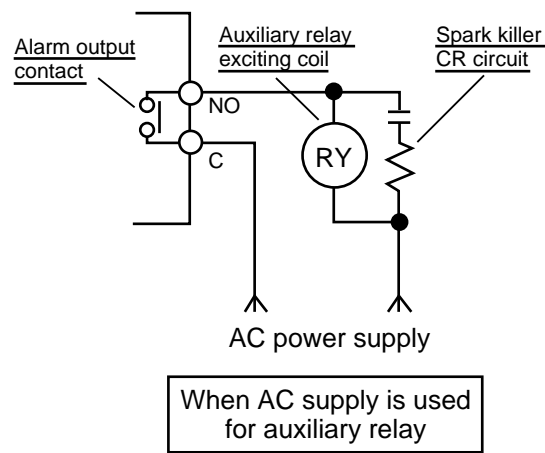 Alarm output
contact
Auxiliary relay
exciting coil
Spark killer
CR circuit
NO
RY
C
AC power supply
When AC supply is used
for auxiliary relay